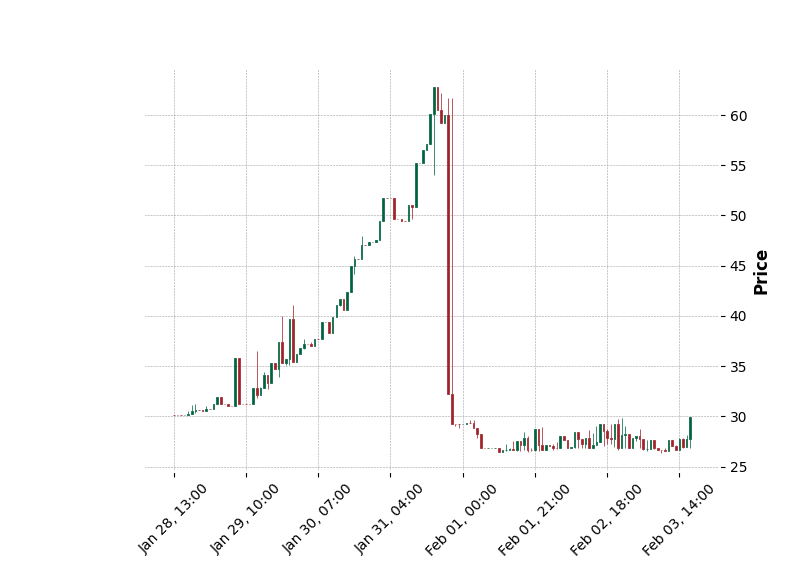 60
55
50
45
40
35
30
25
Price
Jan 28, 13:00
Jan 29, 10:00
Jan 30, 07:00
Jan 31, 04:00
Feb 01, 00:00
Feb 01, 21:00
Feb 02, 18:00
Feb 03, 14:00